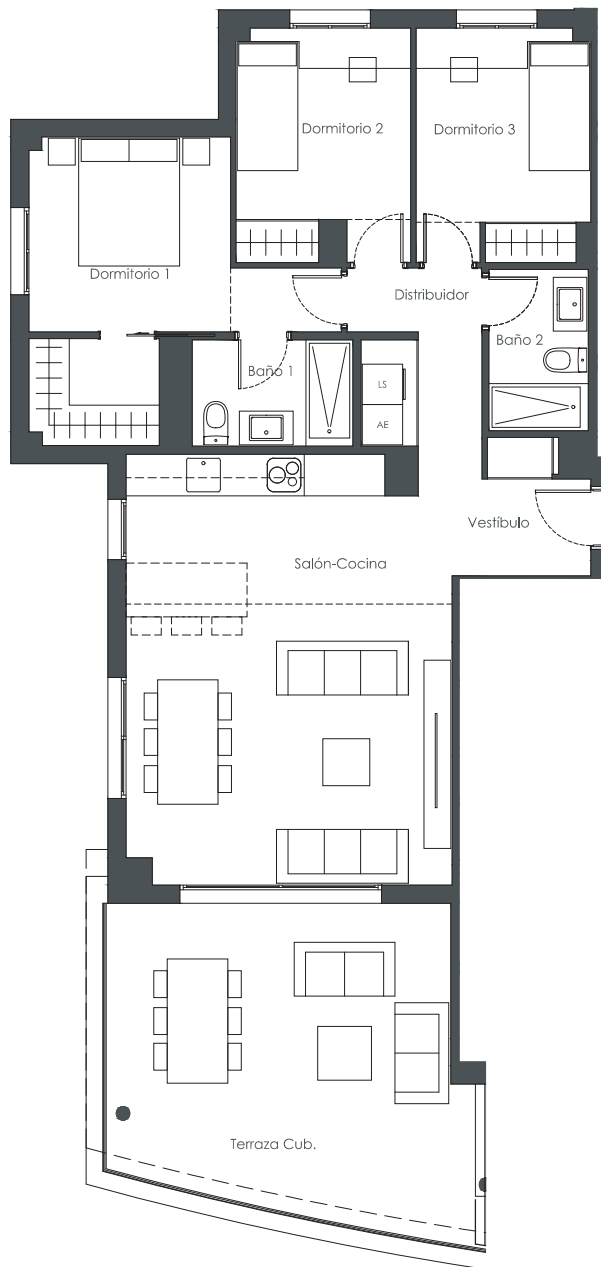 Dormitorio 2
Dormitorio 3
Dormitorio 1
Distribuidor
Baño 2
Baño 1
LS
AE
Vestíbulo
Salón-Cocina
Terraza Cub.